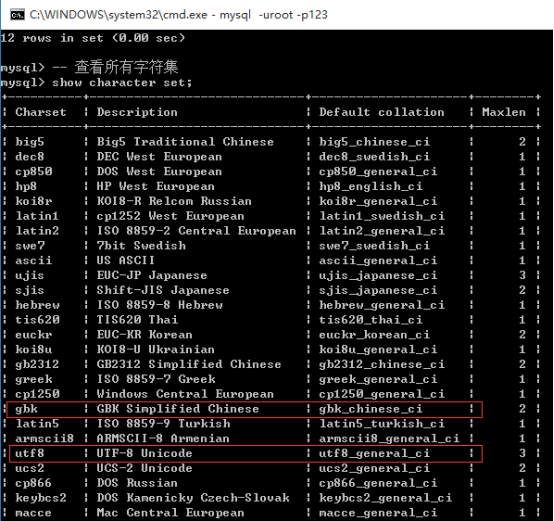 C:\WINDOWS\system32\cmd.exe - mysql  -uroot -p123
12 rows in set (0.00 sec)
mysql> -- 查看所有字符集
mysql> show character set;
+----------+-----------------------------+---------------------+--------+
| Charset  | Description                 | Default collation   | Maxlen |
+----------+-----------------------------+---------------------+--------+
| big5     | Big5 Traditional Chinese    | big5_chinese_ci     |      2 |
| dec8     | DEC West European           | dec8_swedish_ci     |      1 |
| cp850    | DOS West European           | cp850_general_ci    |      1 |
| hp8      | HP West European            | hp8_english_ci      |      1 |
| koi8r    | KOI8-R Relcom Russian       | koi8r_general_ci    |      1 |
| latin1   | cp1252 West European        | latin1_swedish_ci   |      1 |
| latin2   | ISO 8859-2 Central European | latin2_general_ci   |      1 |
| swe7     | 7bit Swedish                | swe7_swedish_ci     |      1 |
| ascii    | US ASCII                    | ascii_general_ci    |      1 |
| ujis     | EUC-JP Japanese             | ujis_japanese_ci    |      3 |
| sjis     | Shift-JIS Japanese          | sjis_japanese_ci    |      2 |
| hebrew   | ISO 8859-8 Hebrew           | hebrew_general_ci   |      1 |
| tis620   | TIS620 Thai                 | tis620_thai_ci      |      1 |
| euckr    | EUC-KR Korean               | euckr_korean_ci     |      2 |
| koi8u    | KOI8-U Ukrainian            | koi8u_general_ci    |      1 |
| gb2312   | GB2312 Simplified Chinese   | gb2312_chinese_ci   |      2 |
| greek    | ISO 8859-7 Greek            | greek_general_ci    |      1 |
| cp1250   | Windows Central European    | cp1250_general_ci   |      1 |
| gbk      | GBK Simplified Chinese      | gbk_chinese_ci      |      2 |
| latin5   | ISO 8859-9 Turkish          | latin5_turkish_ci   |      1 |
| armscii8 | ARMSCII-8 Armenian          | armscii8_general_ci |      1 |
| utf8     | UTF-8 Unicode               | utf8_general_ci     |      3 |
| ucs2     | UCS-2 Unicode               | ucs2_general_ci     |      2 |
| cp866    | DOS Russian                 | cp866_general_ci    |      1 |
| keybcs2  | DOS Kamenicky Czech-Slovak  | keybcs2_general_ci  |      1 |
| macce    | Mac Central European        | macce_general_ci    |      1 |